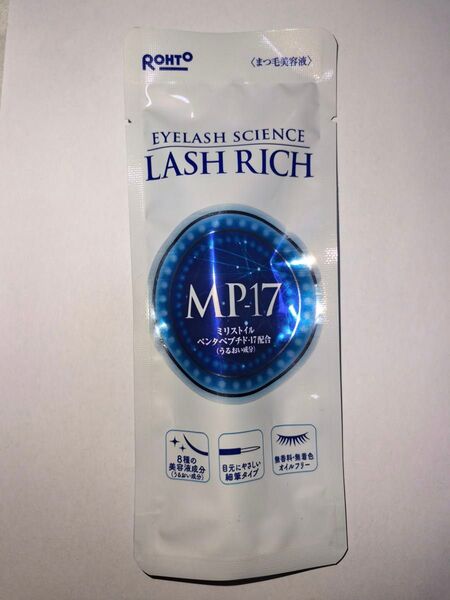 ROHTO
〈まつ毛美容液〉
EYELASH SCIENCE
LASH RICH
M.P-17
ミリストイル
ペンタペプチド-17配合
(うるおい成分)
8種の
美容液成分
(うるおい成分)
目元にやさしい
細筆タイプ
無香料・無着色
オイルフリー